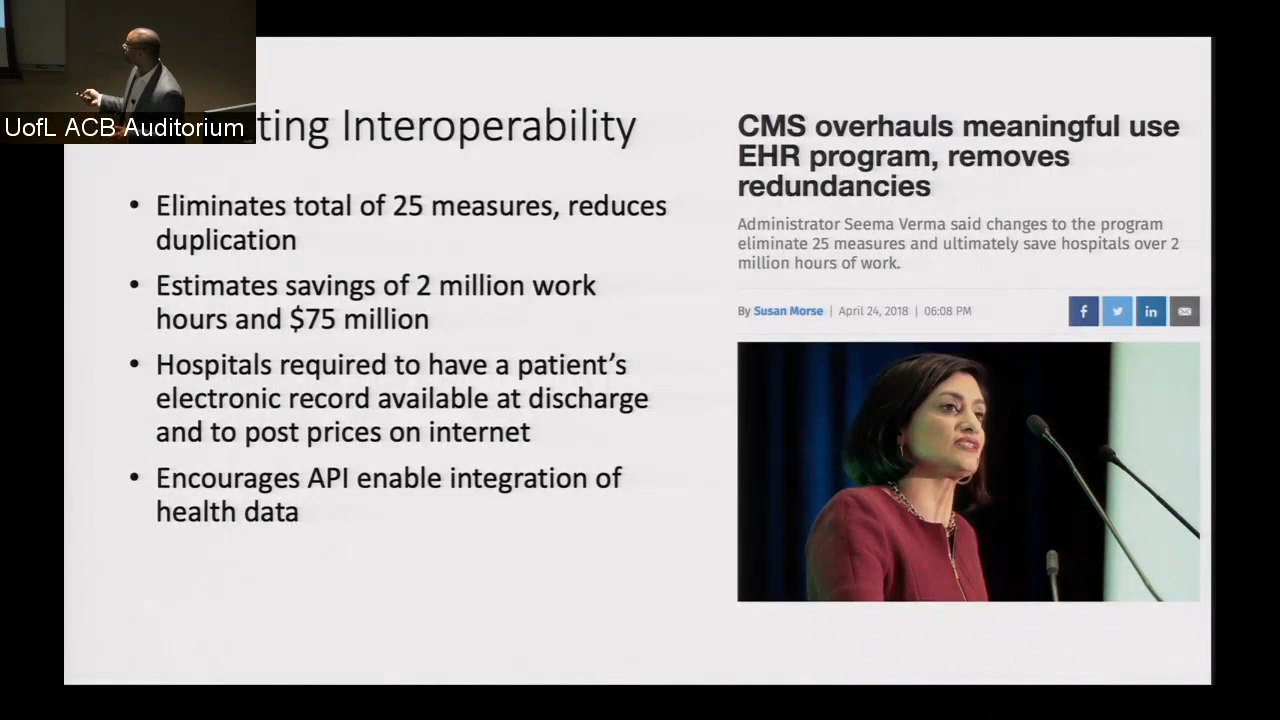 UofL ACB Auditorium
ting Interoperability
• Eliminates total of 25 measures, reduces
duplication
• Estimates savings of 2 million work
hours and $75 million
• Hospitals required to have a patient’s
electronic record available at discharge
and to post prices on internet
• Encourages API enable integration of
health data
CMS overhauls meaningful use
EHR program, removes
redundancies
Administrator Seema Verma said changes to the program
eliminate 25 measures and ultimately save hospitals over 2
million hours of work.
By Susan Morse | April 24, 2018 | 06:08 PM
f
in